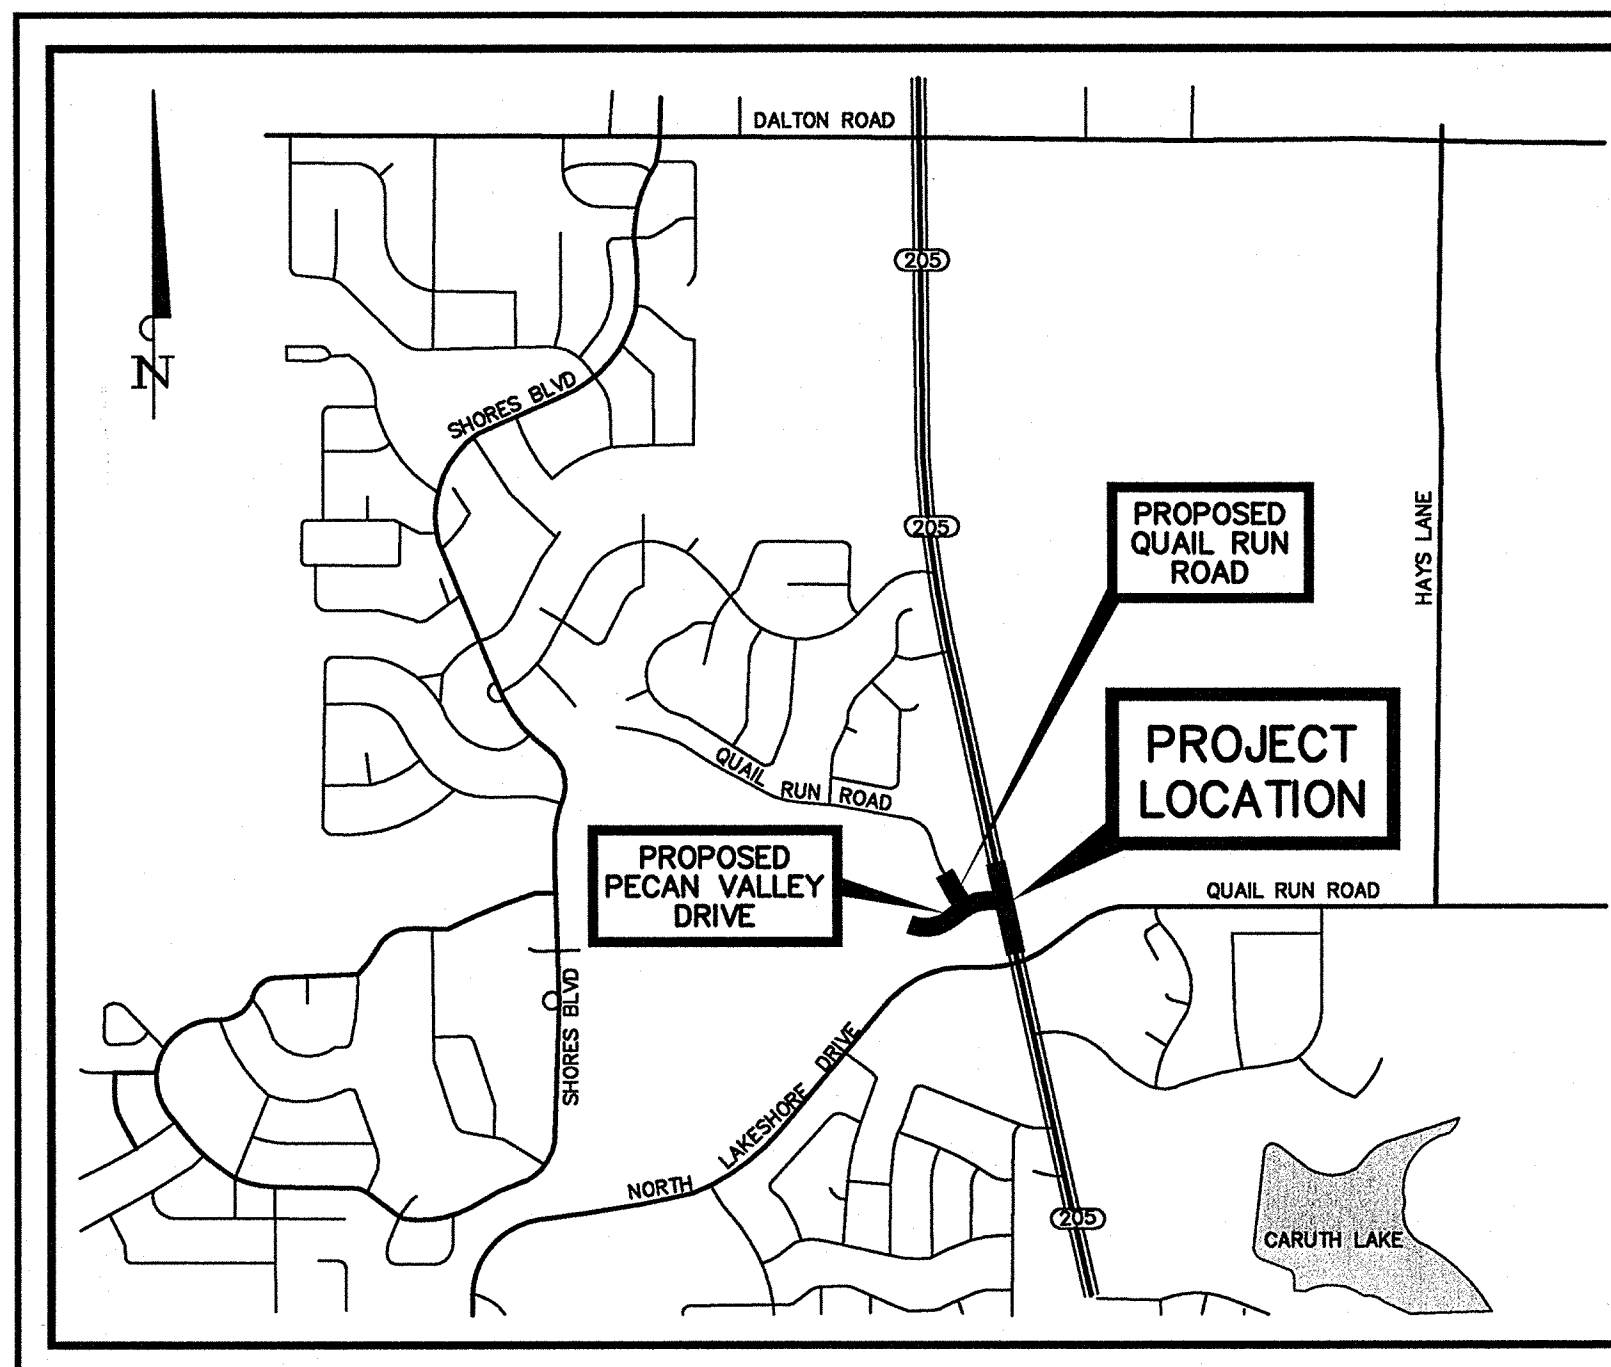 DALTON ROAD
205
N
SHORES BLVD
205
PROPOSED
QUAIL RUN
ROAD
HAYS LANE
PROJECT
LOCATION
QUAIL RUN ROAD
PROPOSED
PECAN VALLEY
DRIVE
QUAIL RUN ROAD
SHORES BLVD
NORTH LAKESHORE DRIVE
205
CARUTH LAKE